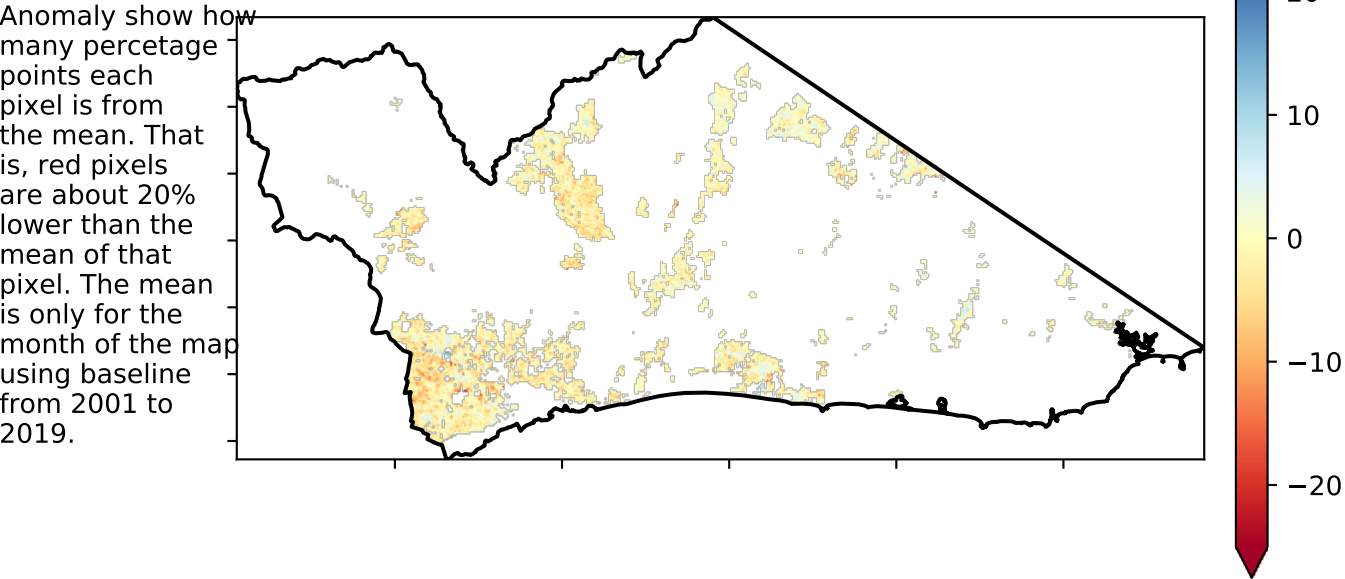 Anomaly show how
many percetage
points each
pixel is from
the mean. That
is, red pixels
are about 20%
lower than the
mean of that
pixel. The mean
is only for the
month of the map
using baseline
from 2001 to
2019.
10
0
−10
−20